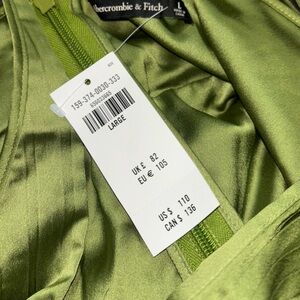 Abercrombie & Fitch
L
159-374-0030-333
LARGE
UK £ 82
EU € 105
US $ 110
CAN $ 136